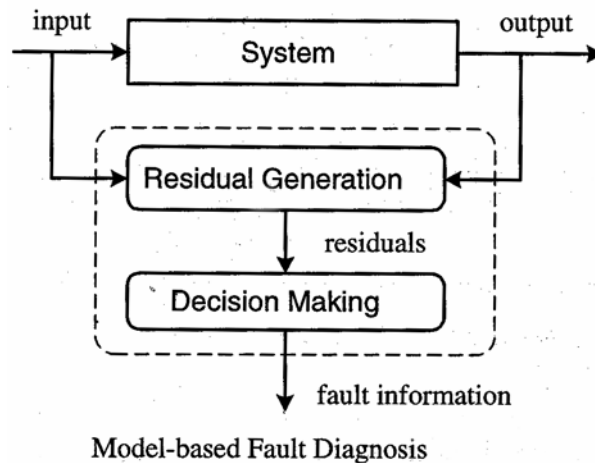 input
output
System
Residual Generation
residuals
Decision Making
fault information
Model-based Fault Diagnosis